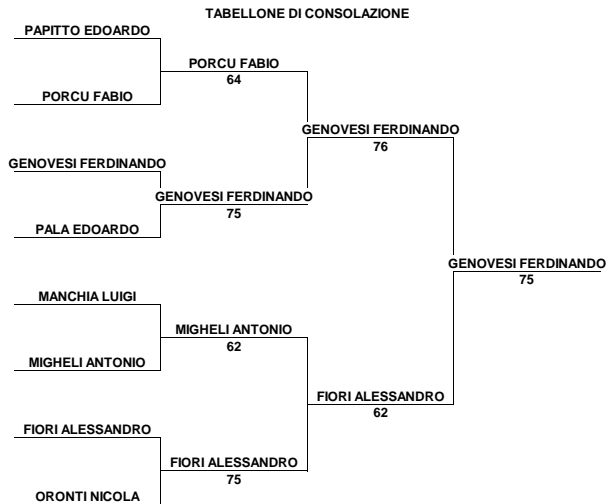 TABELLONE DI CONSOLAZIONE
PAPITTO EDOARDO
PORCU FABIO
64
PORCU FABIO
GENOVESI FERDINANDO
76
GENOVESI FERDINANDO
GENOVESI FERDINANDO
75
PALA EDOARDO
GENOVESI FERDINANDO
75
MANCHIA LUIGI
MIGHELI ANTONIO
62
MIGHELI ANTONIO
FIORI ALESSANDRO
62
FIORI ALESSANDRO
FIORI ALESSANDRO
75
ORONTI NICOLA